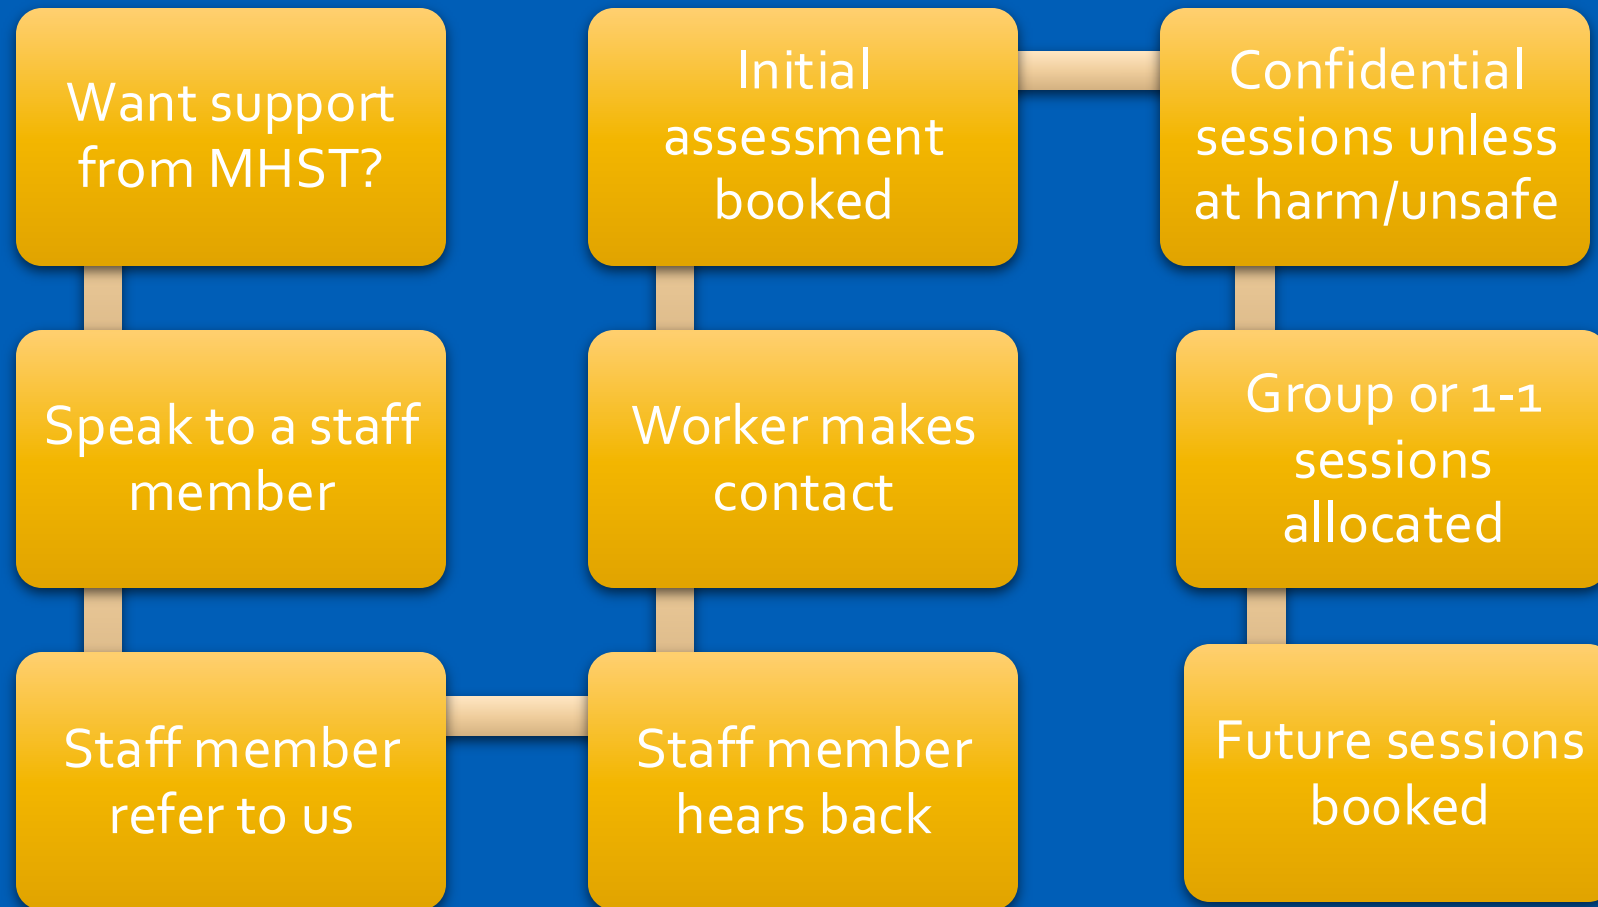 Want support
from MHST?
Speak to a staff
member
Staff member
refer to us
Staff member
hears back
Worker makes
contact
Initial
assessment
booked
Confidential
sessions unless
at harm/unsafe
Group or 1-1
sessions
allocated
Future sessions
booked